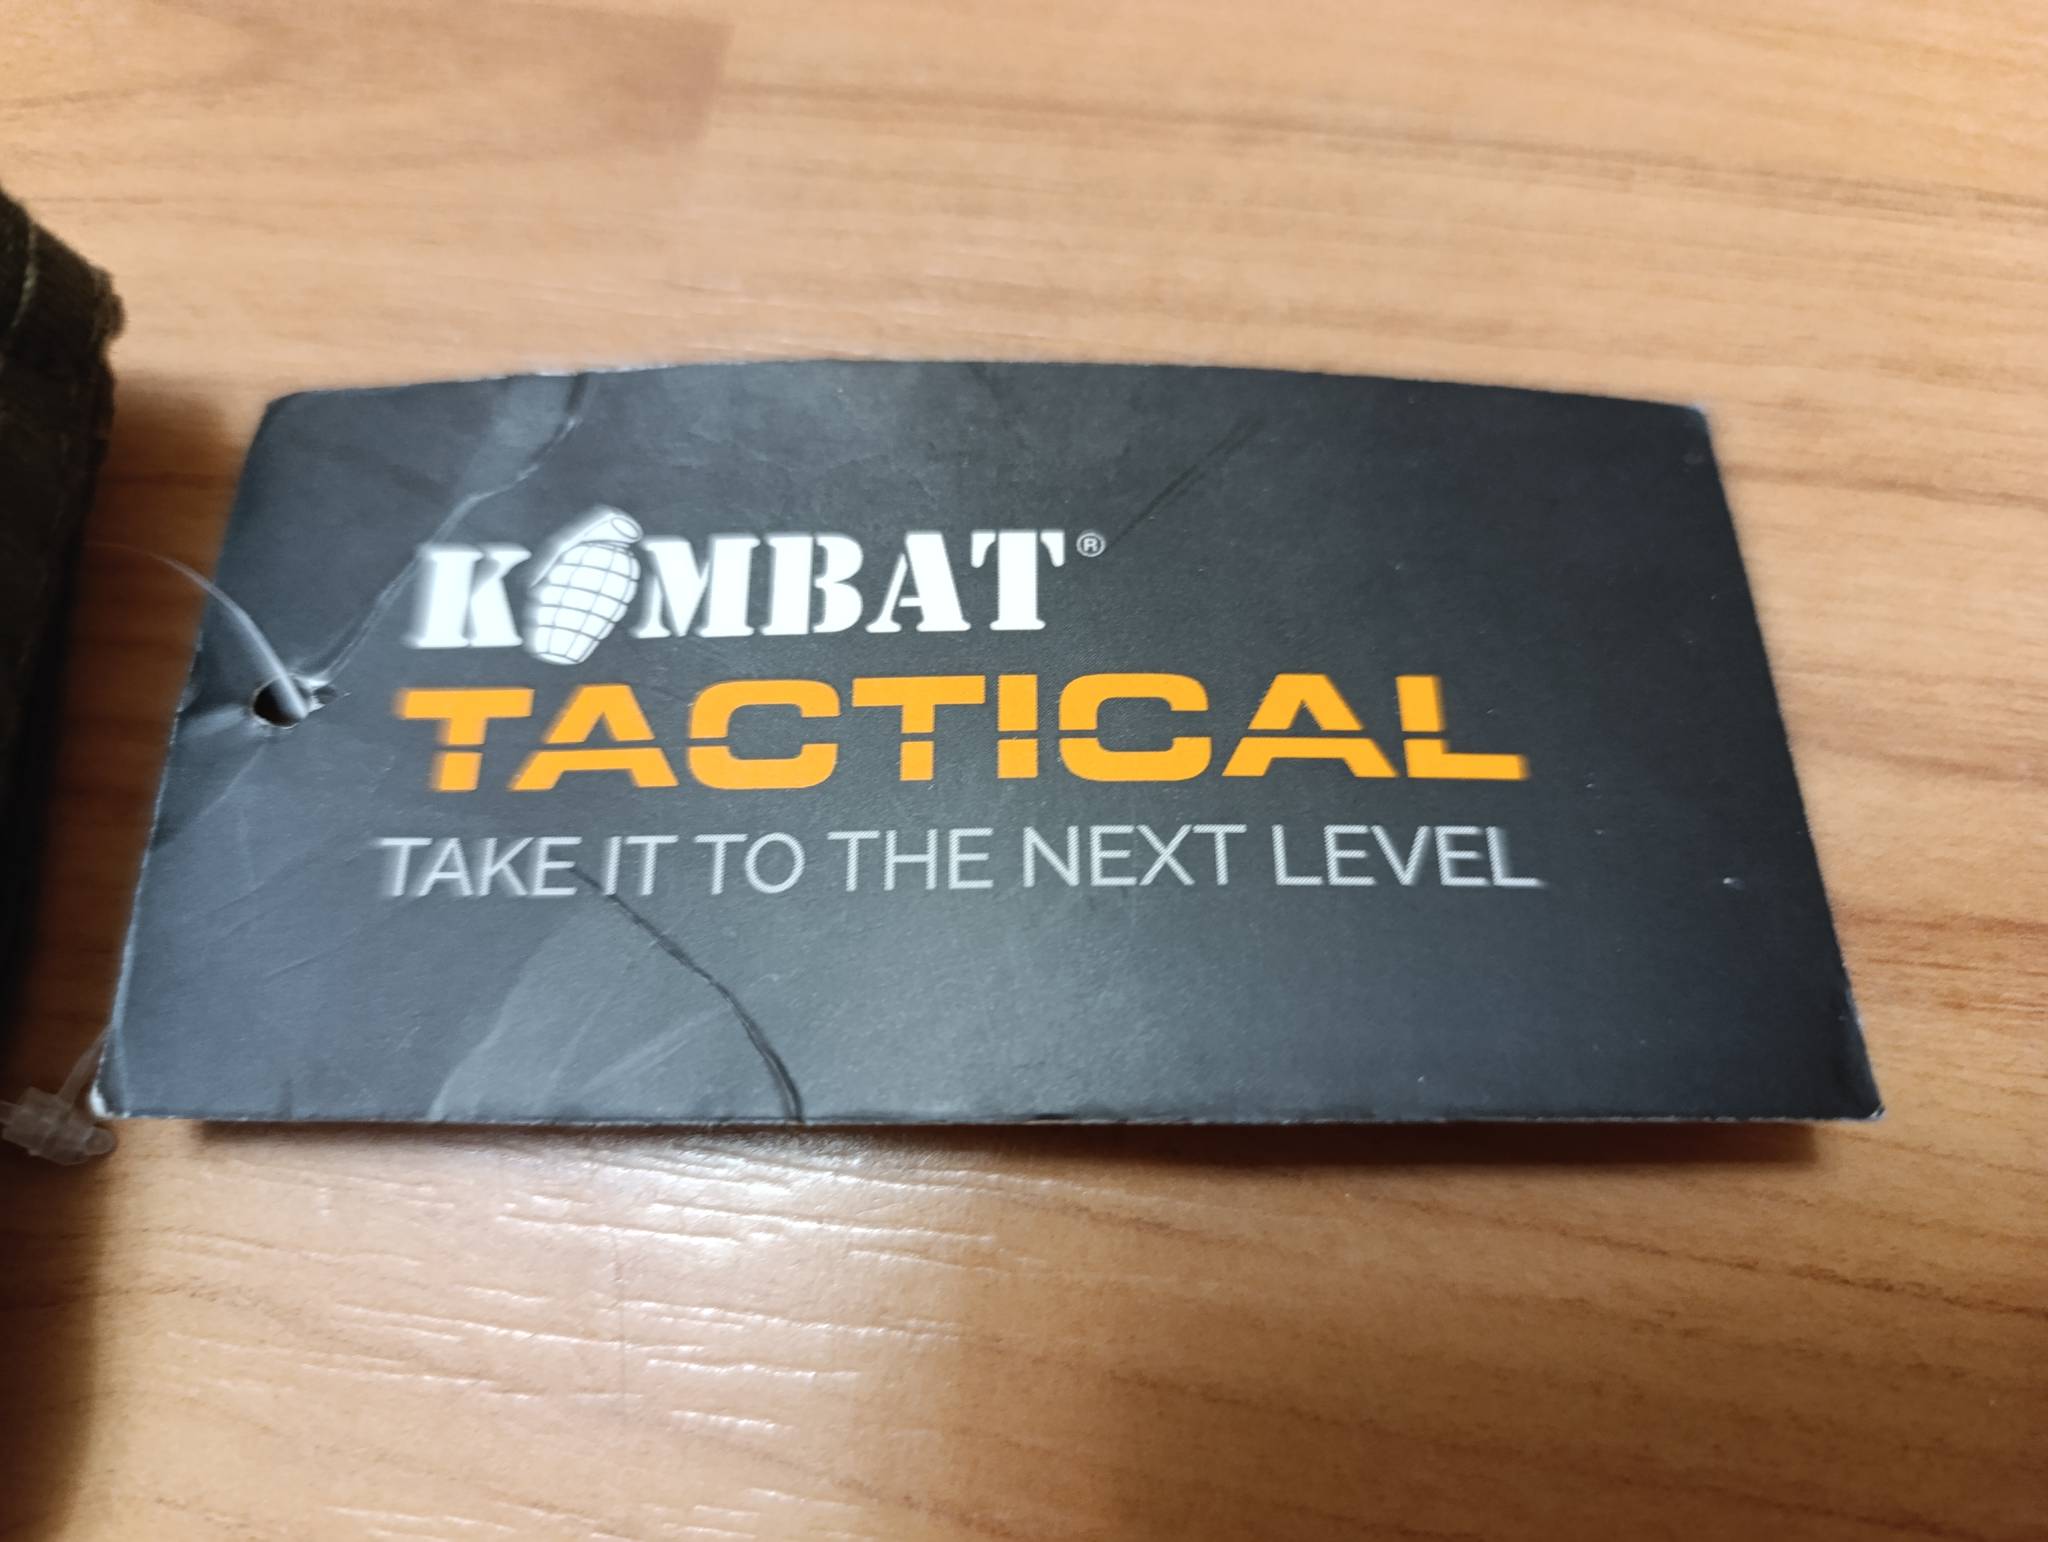 KOMBAT®
TACTICAL
TAKE IT TO THE NEXT LEVEL